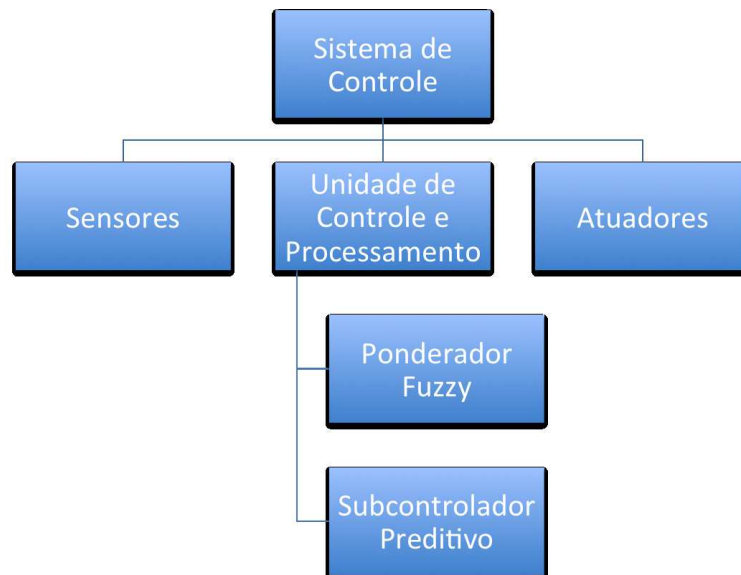 Sistema de
Controle
Sensores
Unidade de
Controle e
Processamento
Atuadores
Ponderador
Fuzzy
Subcontrolador
Preditivo